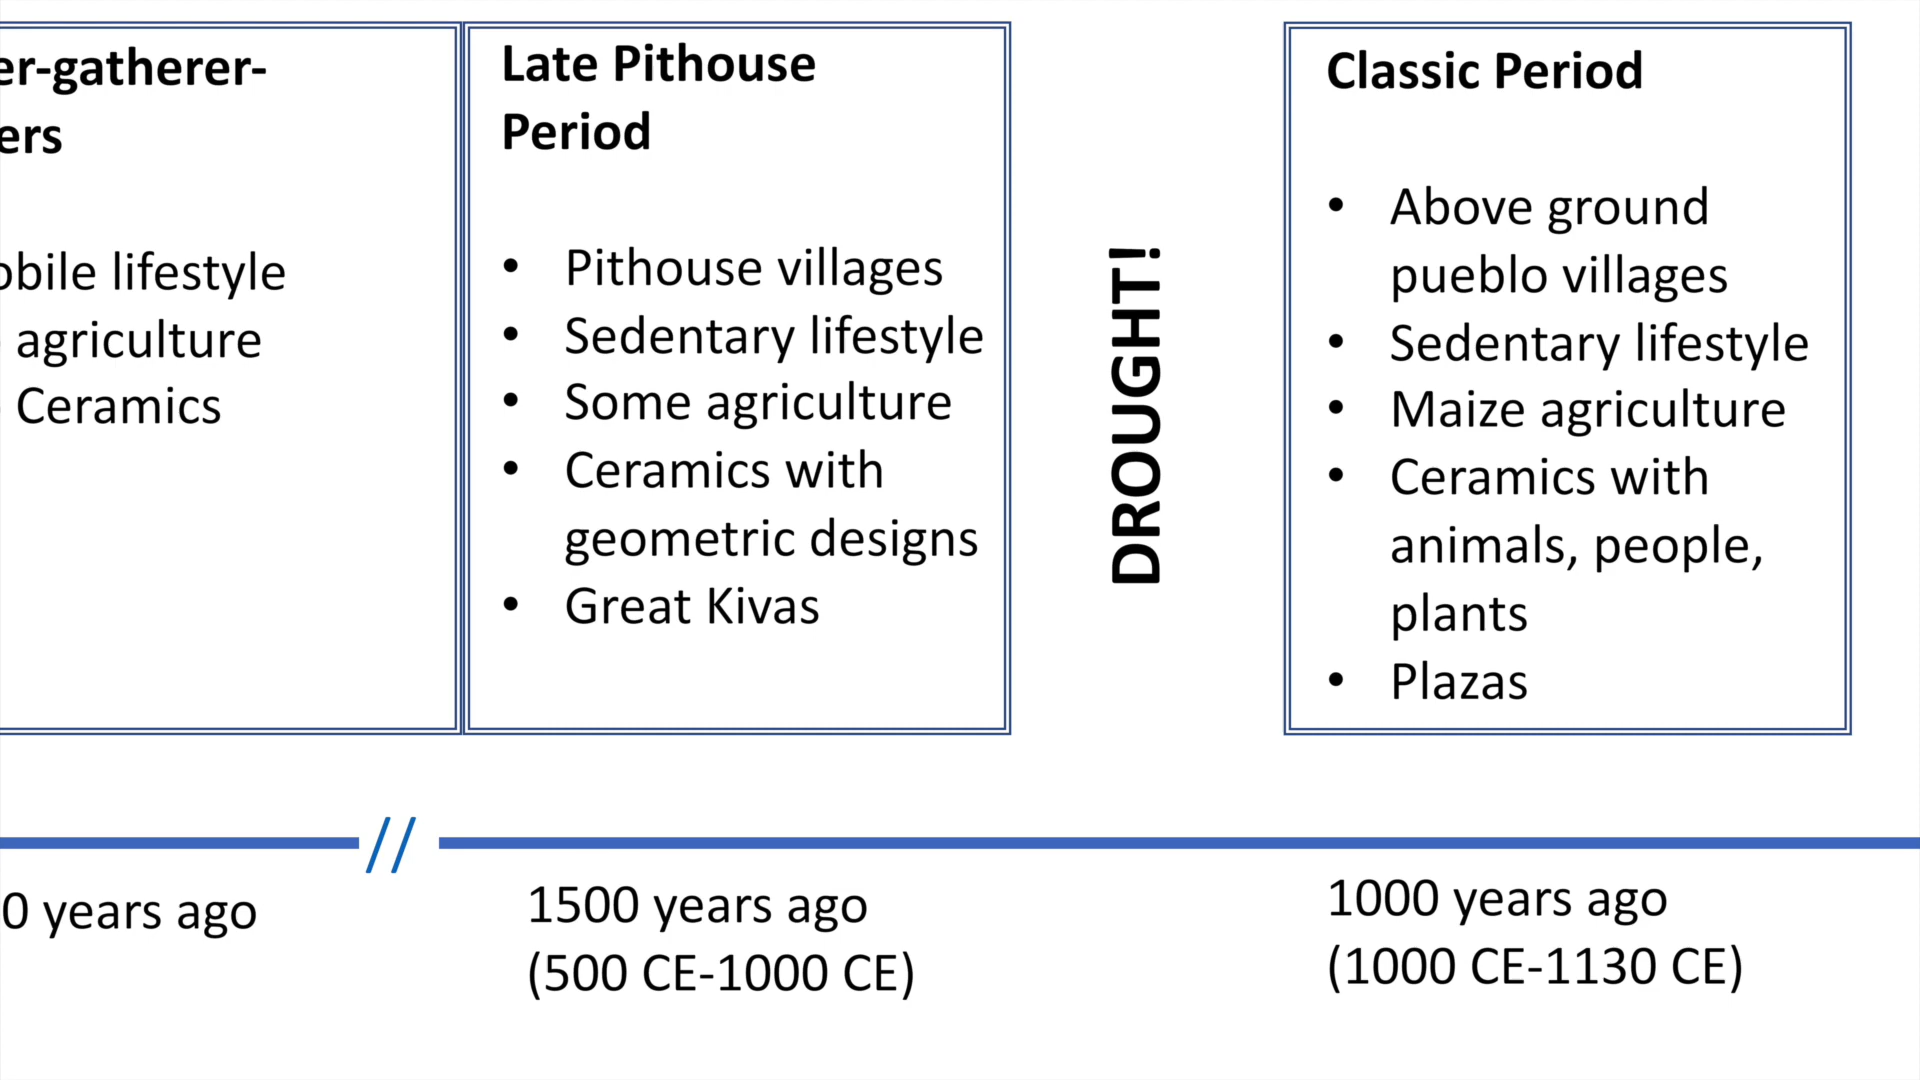 er-gatherer-
ers
obile lifestyle
agriculture
Ceramics
Late Pithouse
Period
• Pithouse villages
• Sedentary lifestyle
• Some agriculture
• Ceramics with
geometric designs
• Great Kivas
DROUGHT!
Classic Period
• Above ground
pueblo villages
• Sedentary lifestyle
• Maize agriculture
• Ceramics with
animals, people,
plants
• Plazas
//
0 years ago
1500 years ago
(500 CE-1000 CE)
1000 years ago
(1000 CE-1130 CE)